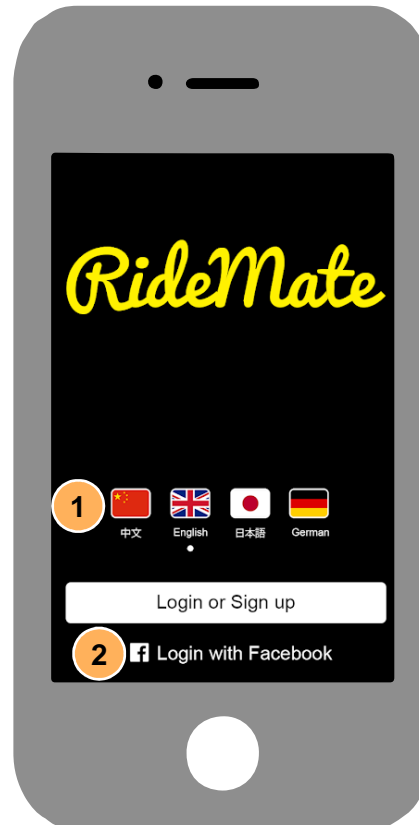 RideMate
1
中文 English 日本語 German
Login or Sign up
2 Login with Facebook